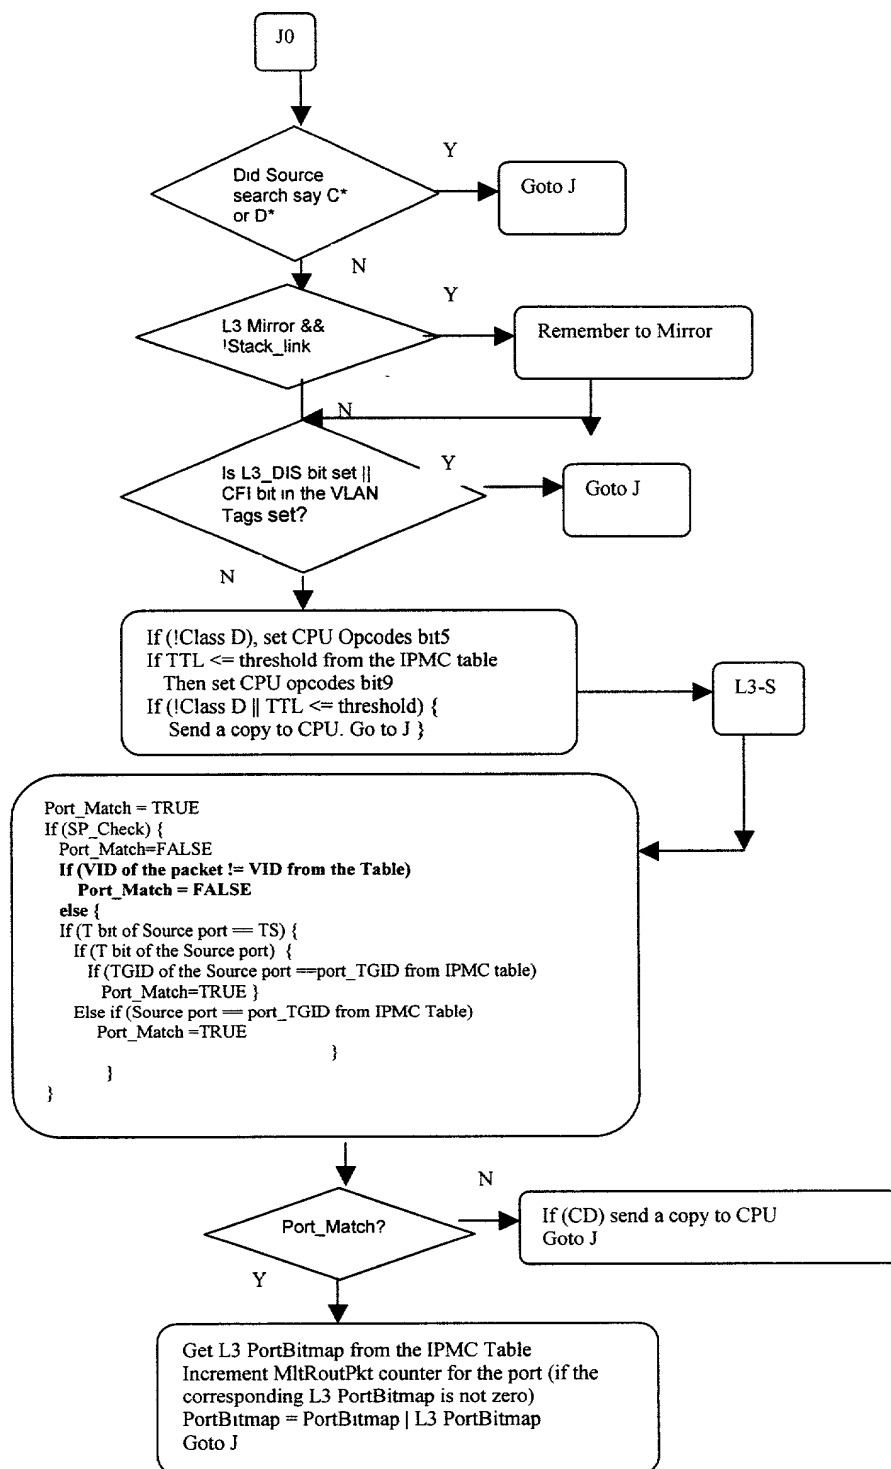 J0
Did Source
search say C*
or D*
Y
Goto J
N
L3 Mirror &&
!Stack_link
Y
Remember to Mirror
N
Is L3_DIS bit set ||
CFI bit in the VLAN
Tags set?
Y
Goto J
N
If (!Class D), set CPU Opcodes bit5
If TTL <= threshold from the IPMC table
Then set CPU opcodes bit9
If (!Class D || TTL <= threshold) {
Send a copy to CPU. Go to J }
L3-S
Port_Match = TRUE
If (SP_Check) {
Port_Match=FALSE
If (VID of the packet != VID from the Table)
Port_Match = FALSE
else {
If (T bit of Source port == TS) {
If (T bit of the Source port) {
If (TGID of the Source port ==port_TGID from IPMC table)
Port_Match=TRUE }
Else if (Source port == port_TGID from IPMC Table)
Port_Match =TRUE
}
}
}
Port_Match?
N
If (CD) send a copy to CPU
Goto J
Y
Get L3 PortBitmap from the IPMC Table
Increment MltRoutPkt counter for the port (if the
corresponding L3 PortBitmap is not zero)
PortBitmap = PortBitmap | L3 PortBitmap
Goto J